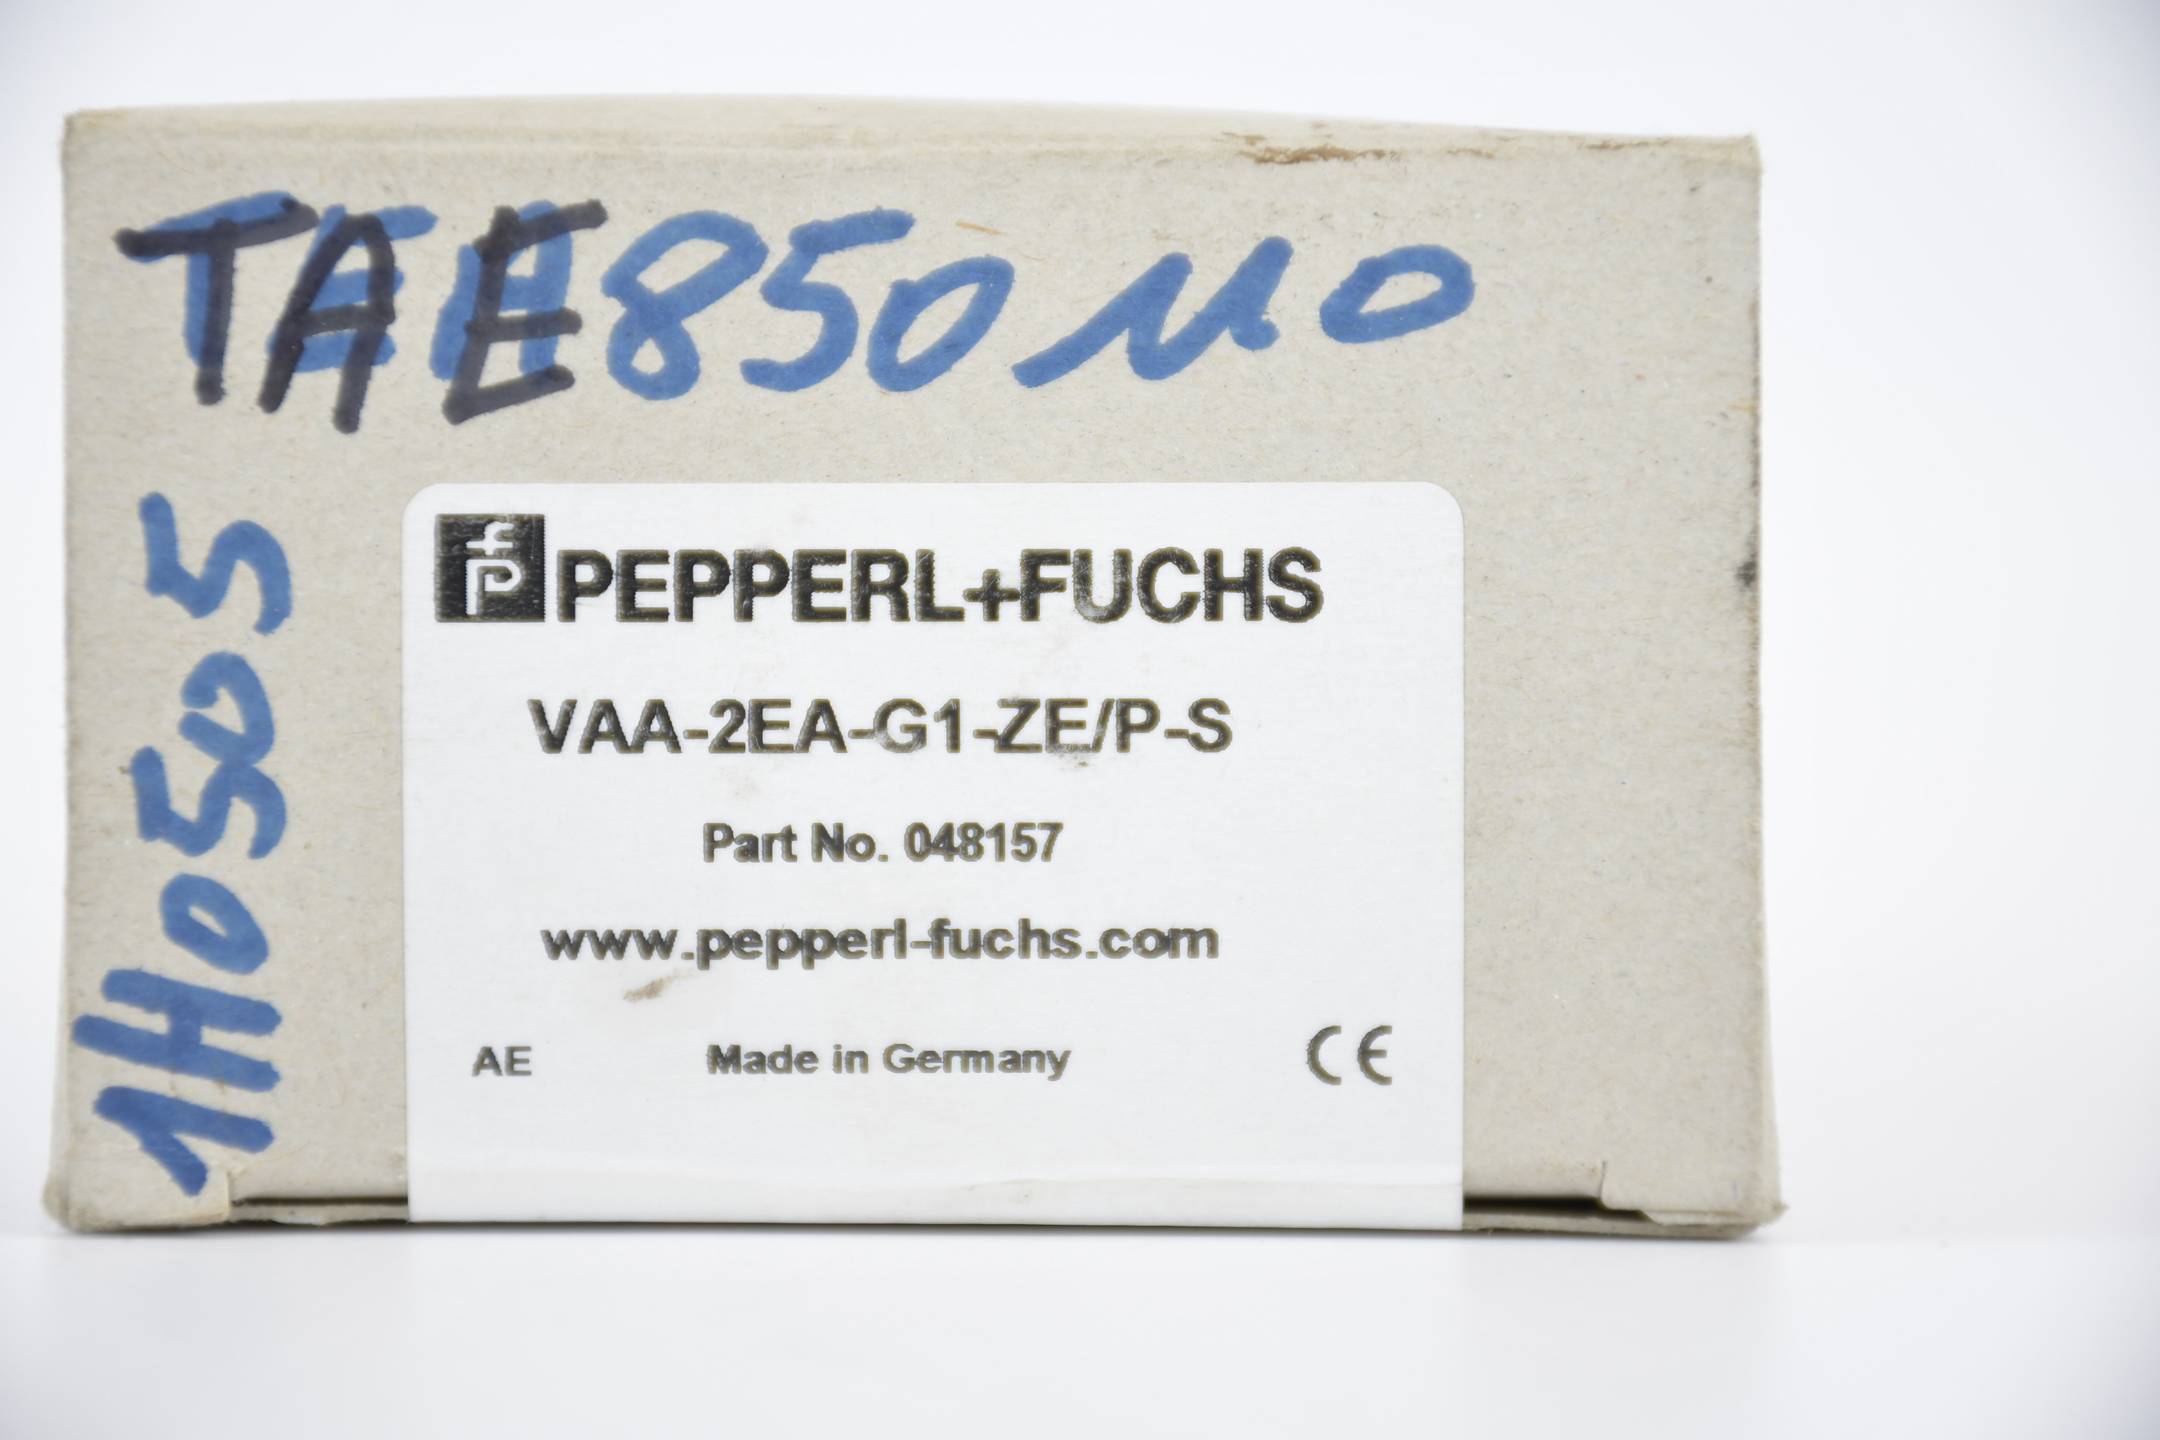 TAE850110
1H0505
PEPPERL+FUCHS
VAA-2EA-G1-ZE/P-S
Part No. 048157
www.pepperl-fuchs.com
AE Made in Germany CE